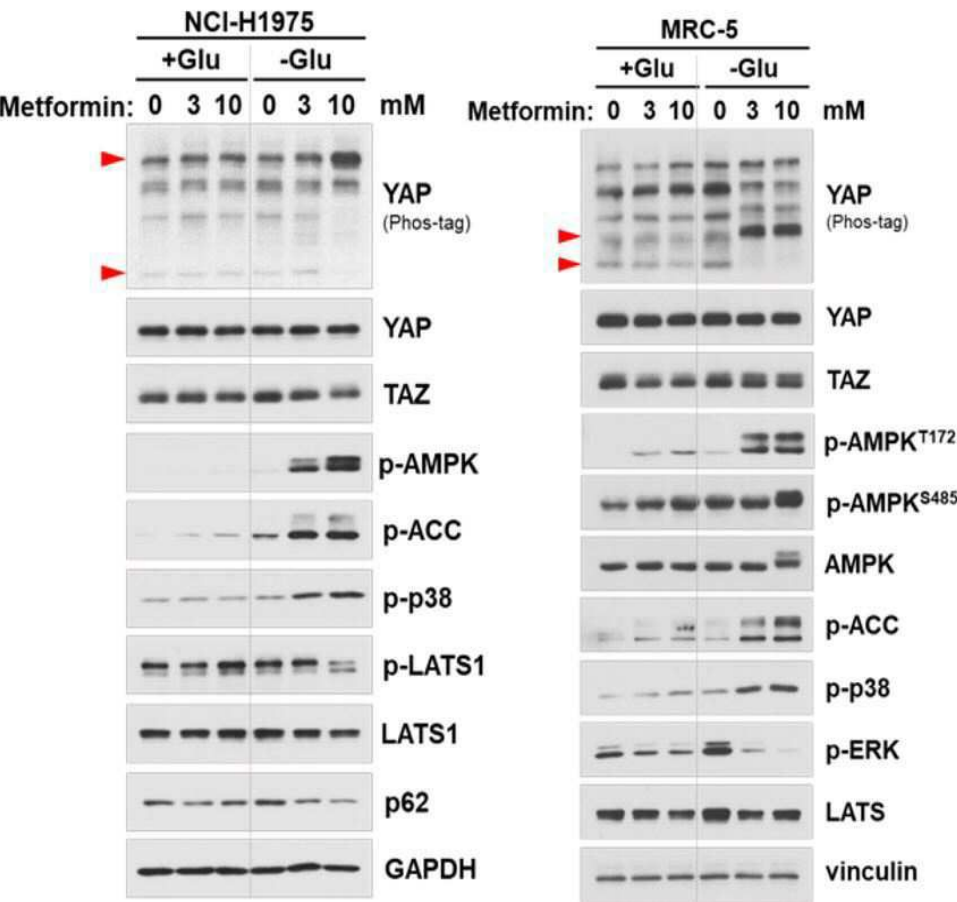 NCI-H1975
+Glu -Glu
Metformin: 0 3 10 0 3 10 mM
YAP
(Phos-tag)
YAP
TAZ
p-AMPK
p-ACC
p-p38
p-LATS1
LATS1
p62
GAPDH
MRC-5
+Glu -Glu
Metformin: 0 3 10 0 3 10 mM
YAP
(Phos-tag)
YAP
TAZ
p-AMPKT172
p-AMPKS485
AMPK
p-ACC
p-p38
p-ERK
LATS
vinculin